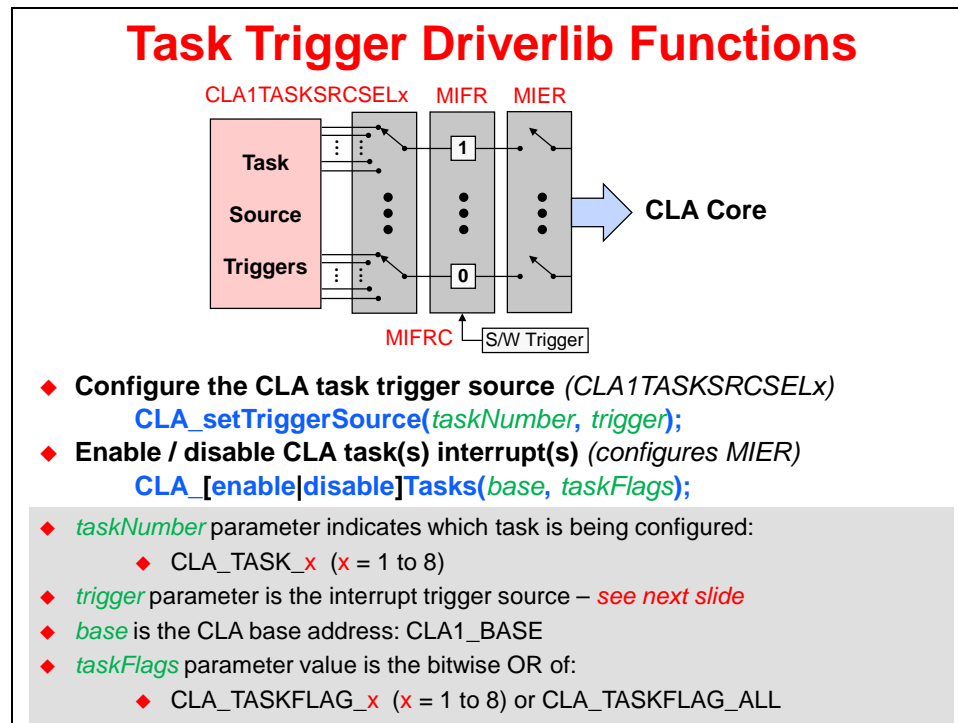 Task Trigger Driverlib Functions
CLA1TASKSRCSELx MIFR MIER
Task
Source
Triggers
1
0
CLA Core
MIFRC
S/W Trigger
Configure the CLA task trigger source (CLA1TASKSRCSELx)
CLA_setTriggerSource(taskNumber, trigger);
Enable / disable CLA task(s) interrupt(s) (configures MIER)
CLA_[enable|disable]Tasks(base, taskFlags);
taskNumber parameter indicates which task is being configured:
CLA_TASK_x (x = 1 to 8)
trigger parameter is the interrupt trigger source – see next slide
base is the CLA base address: CLA1_BASE
taskFlags parameter value is the bitwise OR of:
CLA_TASKFLAG_x (x = 1 to 8) or CLA_TASKFLAG_ALL